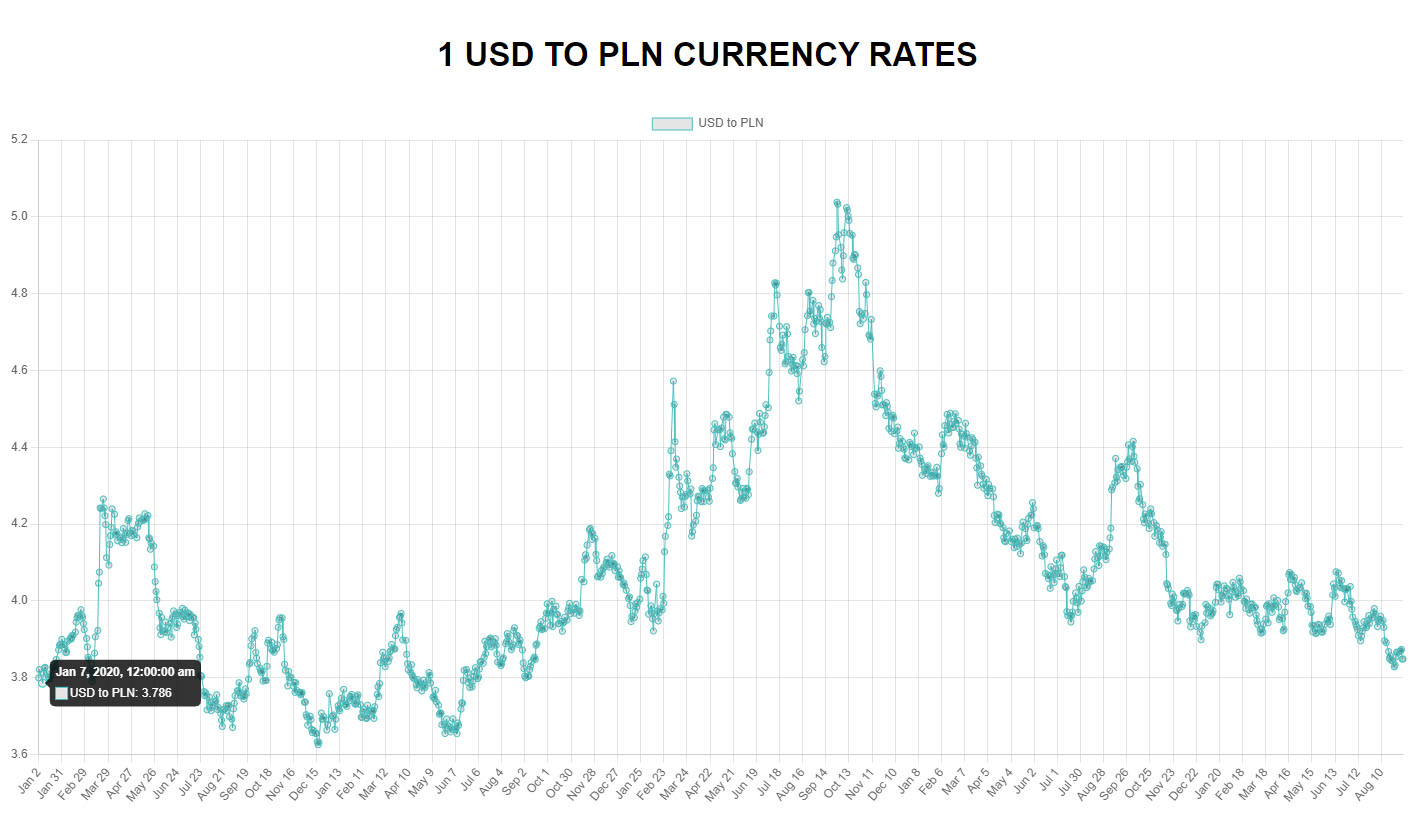 1 USD TO PLN CURRENCY RATES
USD to PLN
5.2
5.0
4.8
4.6
4.4
4.2
4.0
3.8
3.6
Jan 7, 2020, 12:00:00 am
USD to PLN: 3.786
Jan 2
Jan 31
Feb 29
Mar 29
Apr 27
May 26
Jun 24
Jul 23
Aug 21
Sep 19
Oct 18
Nov 16
Dec 15
Jan 13
Feb 11
Mar 12
Apr 10
May 9
Jun 7
Jul 6
Aug 4
Sep 2
Oct 1
Oct 30
Nov 28
Dec 27
Jan 25
Feb 23
Mar 24
Apr 22
May 21
Jun 19
Jul 18
Aug 16
Sep 14
Oct 13
Nov 11
Dec 10
Jan 8
Feb 6
Mar 7
Apr 5
May 4
Jun 2
Jul 1
Jul 30
Aug 28
Sep 26
Oct 25
Nov 23
Dec 22
Jan 20
Feb 18
Mar 18
Apr 16
May 15
Jun 13
Jul 12
Aug 10